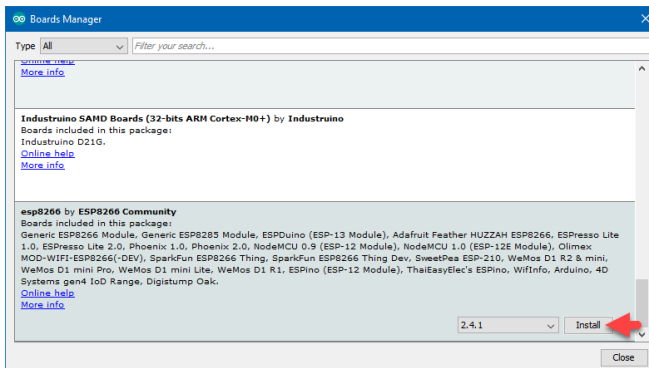 Boards Manager
Type All Filter your search...
Online help
More info
Industruino SAMD Boards (32-bits ARM Cortex-M0+) by Industruino
Boards included in this package:
Industruino D21G.
Online help
More info
esp8266 by ESP8266 Community
Boards included in this package:
Generic ESP8266 Module, Generic ESP8285 Module, ESPDuino (ESP-13 Module), Adafruit Feather HUZZAH ESP8266, ESPresso Lite
1.0, ESPresso Lite 2.0, Phoenix 1.0, Phoenix 2.0, NodeMCU 0.9 (ESP-12 Module), NodeMCU 1.0 (ESP-12E Module), Olimex
MOD-WIFI-ESP8266(-DEV), SparkFun ESP8266 Thing, SparkFun ESP8266 Thing Dev, SweetPea ESP-210, WeMos D1 R2 & mini,
WeMos D1 mini Pro, WeMos D1 mini Lite, WeMos D1 R1, ESPino (ESP-12 Module), ThaiEasyElec's ESPino, WifInfo, Arduino, 4D
Systems gen4 IoD Range, Digistump Oak.
Online help
More info
2.4.1 Install
Close